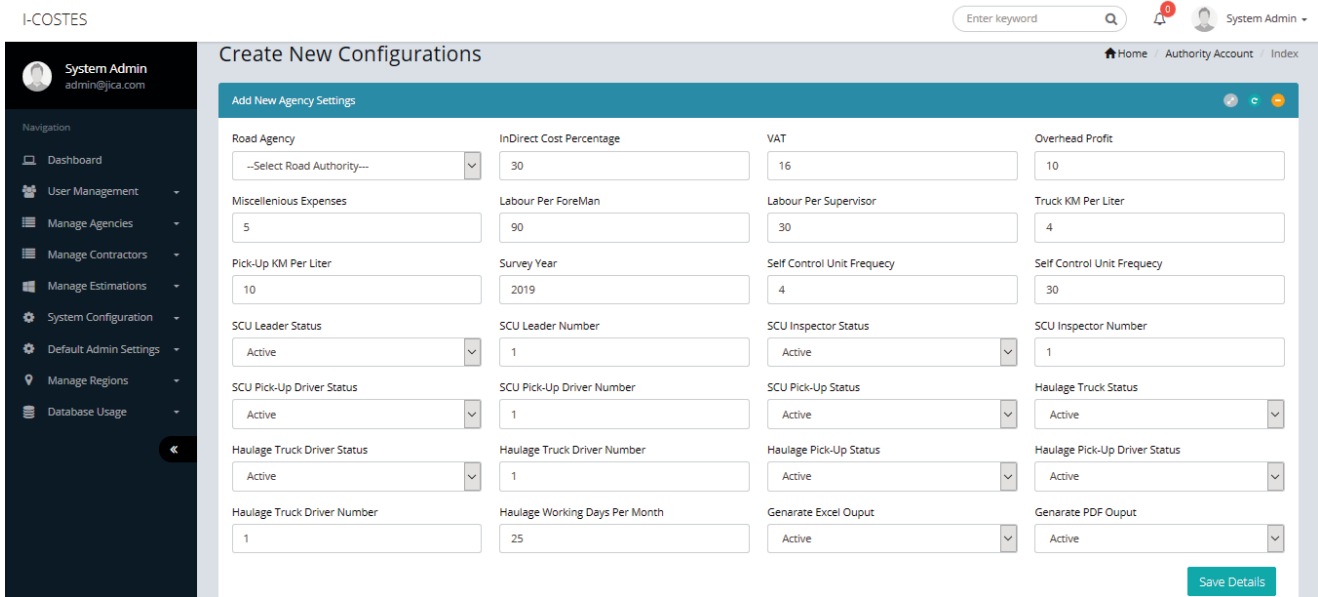 I-COSTES
Enter keyword
0
System Admin
System Admin
admin@jica.com
Navigation
Dashboard
User Management
Manage Agencies
Manage Contractors
Manage Estimations
System Configuration
Default Admin Settings
Manage Regions
Database Usage
Create New Configurations
Home / Authority Account / Index
Add New Agency Settings
Road Agency InDirect Cost Percentage VAT Overhead Profit
--Select Road Authority--- 30 16 10
Miscellenious Expenses Labour Per ForeMan Labour Per Supervisor Truck KM Per Liter
5 90 30 4
Pick-Up KM Per Liter Survey Year Self Control Unit Frequecy Self Control Unit Frequecy
10 2019 4 30
SCU Leader Status SCU Leader Number SCU Inspector Status SCU Inspector Number
Active 1 Active 1
SCU Pick-Up Driver Status SCU Pick-Up Driver Number SCU Pick-Up Status Haulage Truck Status
Active 1 Active Active
Haulage Truck Driver Status Haulage Truck Driver Number Haulage Pick-Up Status Haulage Pick-Up Driver Status
Active 1 Active Active
Haulage Truck Driver Number Haulage Working Days Per Month Genarate Excel Ouput Genarate PDF Ouput
1 25 Active Active
Save Details